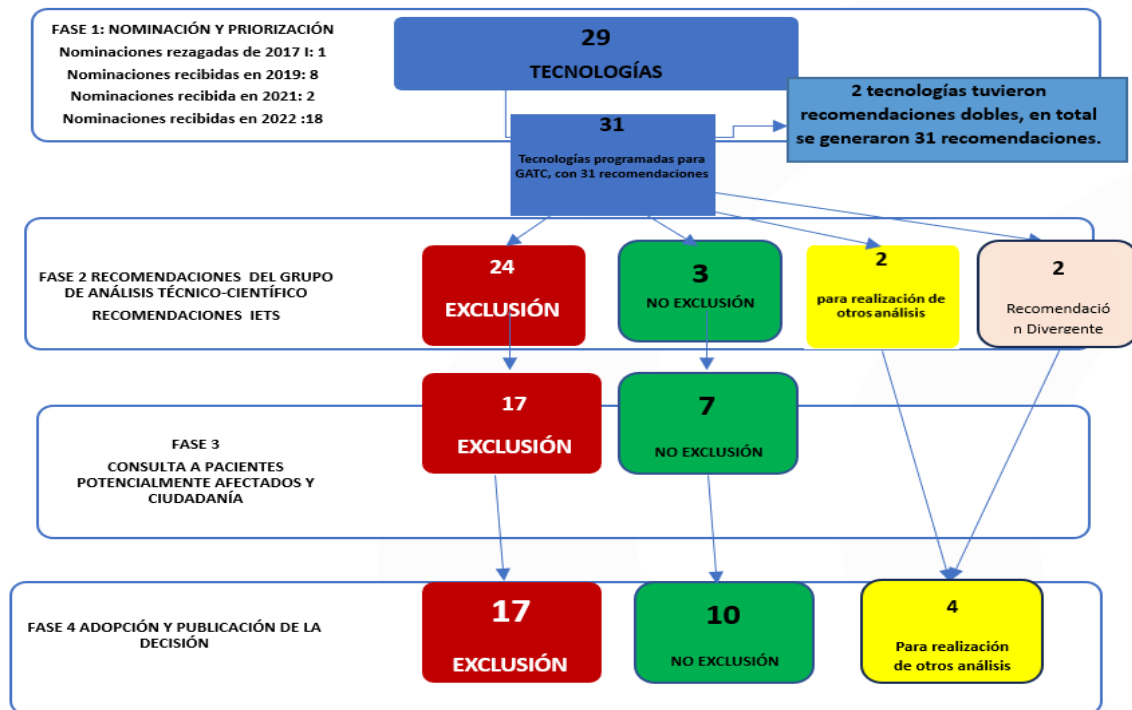 FASE 1: NOMINACIÓN Y PRIORIZACIÓN
Nominaciones rezagadas de 2017 I: 1
Nominaciones recibidas en 2019: 8
Nominaciones recibida en 2021: 2
Nominaciones recibidas en 2022 :18
29
TECNOLOGÍAS
2 tecnologías tuvieron
recomendaciones dobles, en total
se generaron 31 recomendaciones.
31
Tecnologías programadas para
GATC, con 31 recomendaciones
FASE 2 RECOMENDACIONES DEL GRUPO
DE ANÁLISIS TÉCNICO-CIENTÍFICO
RECOMENDACIONES IETS
24
EXCLUSIÓN
3
NO EXCLUSIÓN
2
para realización de
otros análisis
2
Recomendació
n Divergente
FASE 3
CONSULTA A PACIENTES
POTENCIALMENTE AFECTADOS Y
CIUDADANÍA
17
EXCLUSIÓN
7
NO EXCLUSIÓN
FASE 4 ADOPCIÓN Y PUBLICACIÓN DE LA
DECISIÓN
17
EXCLUSIÓN
10
NO EXCLUSIÓN
4
Para realización
de otros análisis